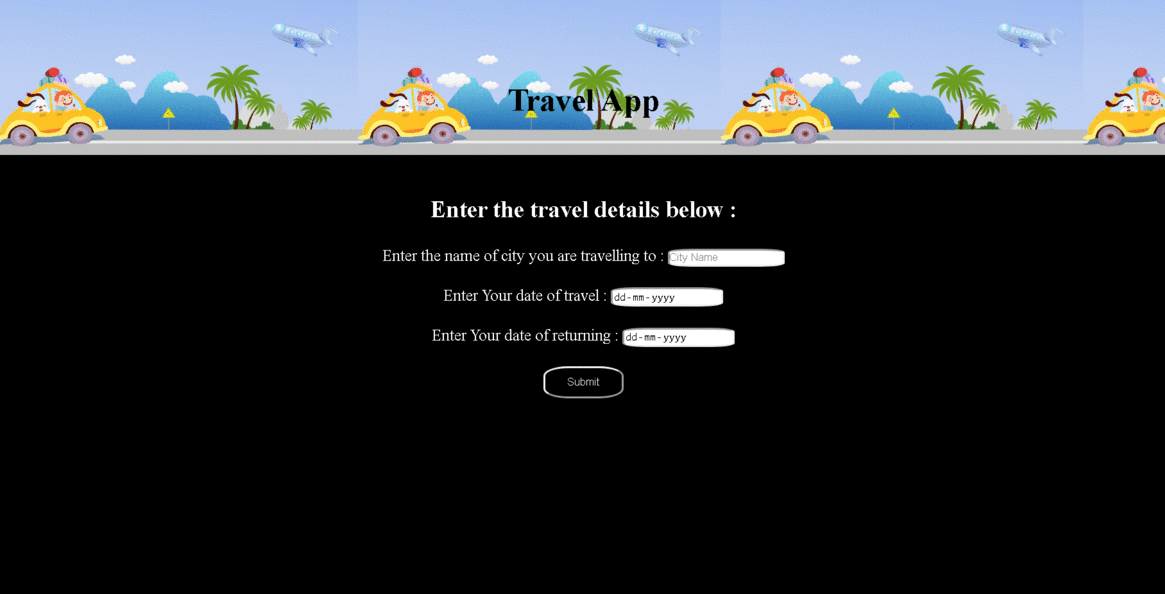 Travel App
Enter the travel details below :
Enter the name of city you are travelling to : City Name
Enter Your date of travel : dd-mm-yyyy
Enter Your date of returning : dd-mm-yyyy
Submit